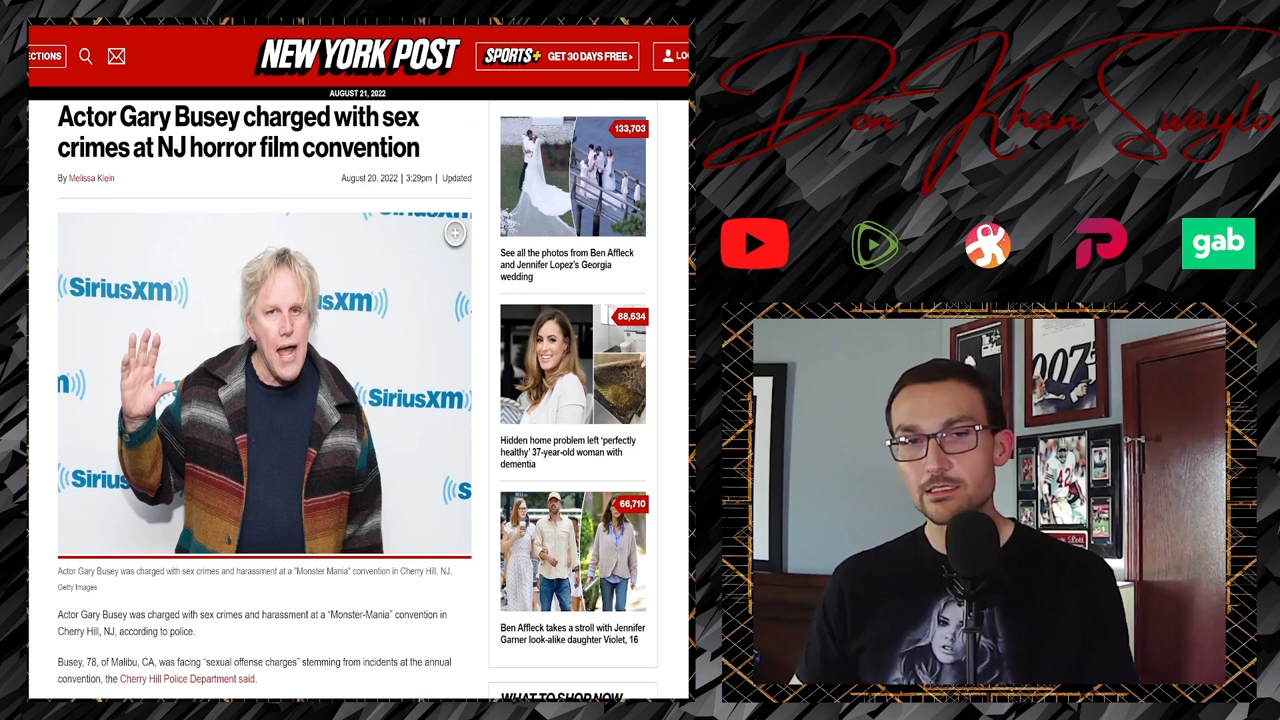 ECTIONS
NEW YORK POST
SPORTS+ GET 30 DAYS FREE
LO
AUGUST 21, 2022
Actor Gary Busey charged with sex
crimes at NJ horror film convention
By Melissa Klein
August 20, 2022 | 3:29pm | Updated
SiriusXm
SiriusXm
Sirius
Actor Gary Busey was charged with sex crimes and harassment at a "Monster Mania" convention in Cherry Hill, NJ.
Getty Images
Actor Gary Busey was charged with sex crimes and harassment at a “Monster-Mania” convention in
Cherry Hill, NJ, according to police.
Busey, 78, of Malibu, CA, was facing “sexual offense charges” stemming from incidents at the annual
convention, the Cherry Hill Police Department said.
133,703
See all the photos from Ben Affleck
and Jennifer Lopez's Georgia
wedding
88,634
Hidden home problem left ‘perfectly
healthy’ 37-year-old woman with
dementia
66,710
Ben Affleck takes a stroll with Jennifer
Garner look-alike daughter Violet, 16
WHAT TO SHOP NOW
Don Khan Swaylo
gab
007
42